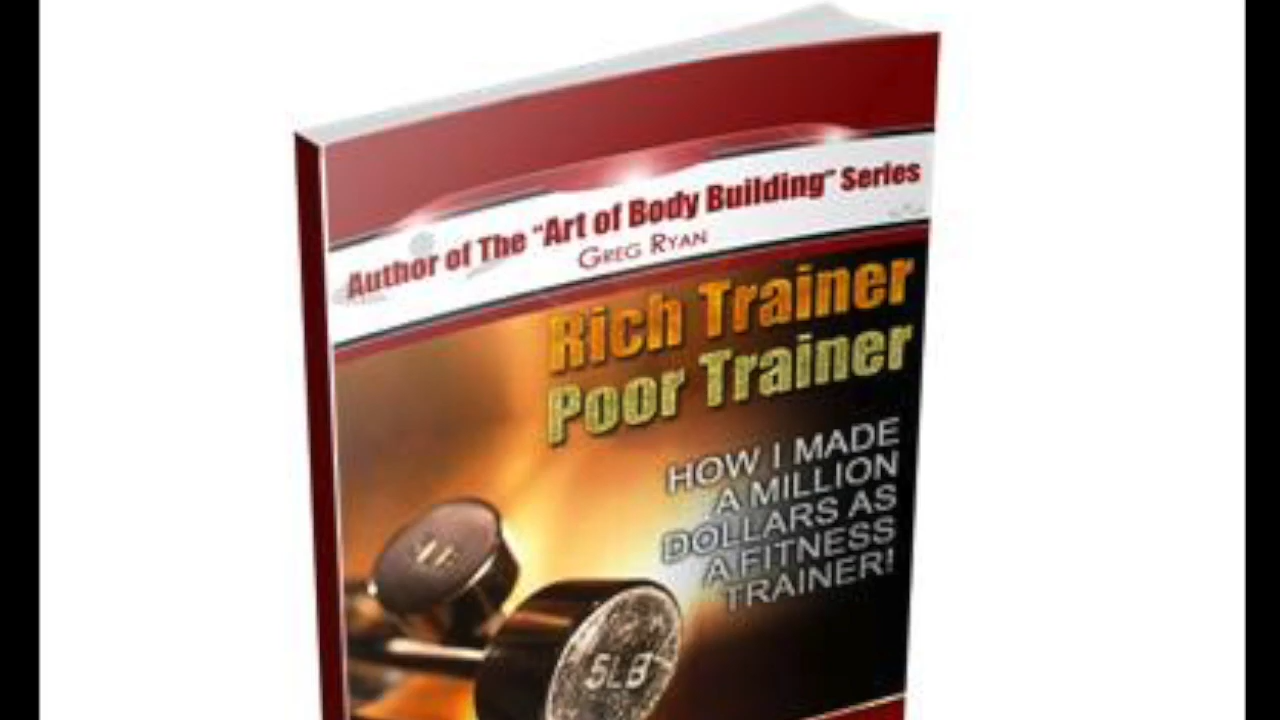 Author of The "Art of Body Building" Series
GREG RYAN
Rich Trainer
Poor Trainer
HOW I MADE
A MILLION
DOLLARS AS
A FITNESS
TRAINER!
5LB